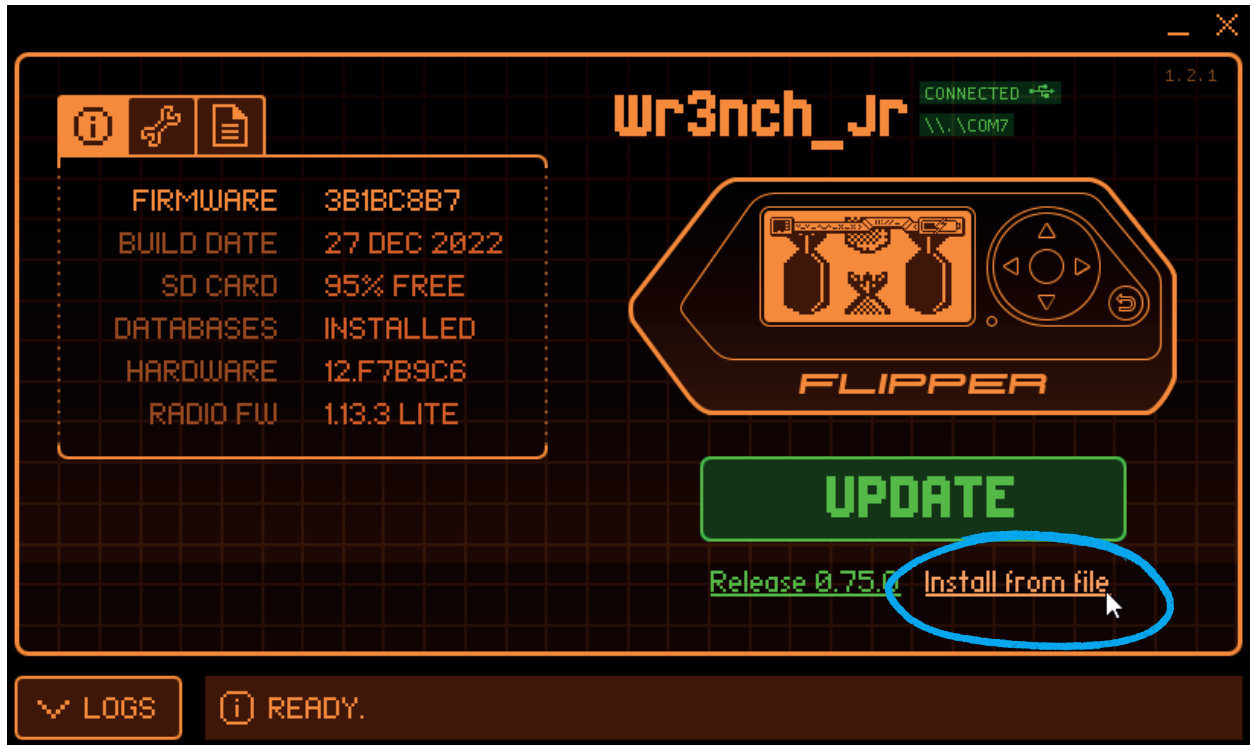 1.2.1
Wr3nch_Jr
CONNECTED
\\.\COM7
FIRMWARE 3B1BC8B7
BUILD DATE 27 DEC 2022
SD CARD 95% FREE
DATABASES INSTALLED
HARDWARE 12.F7B9C6
RADIO FW 1.13.3 LITE
FLIPPER
UPDATE
Release 0.75.0 Install from file
LOGS
READY.